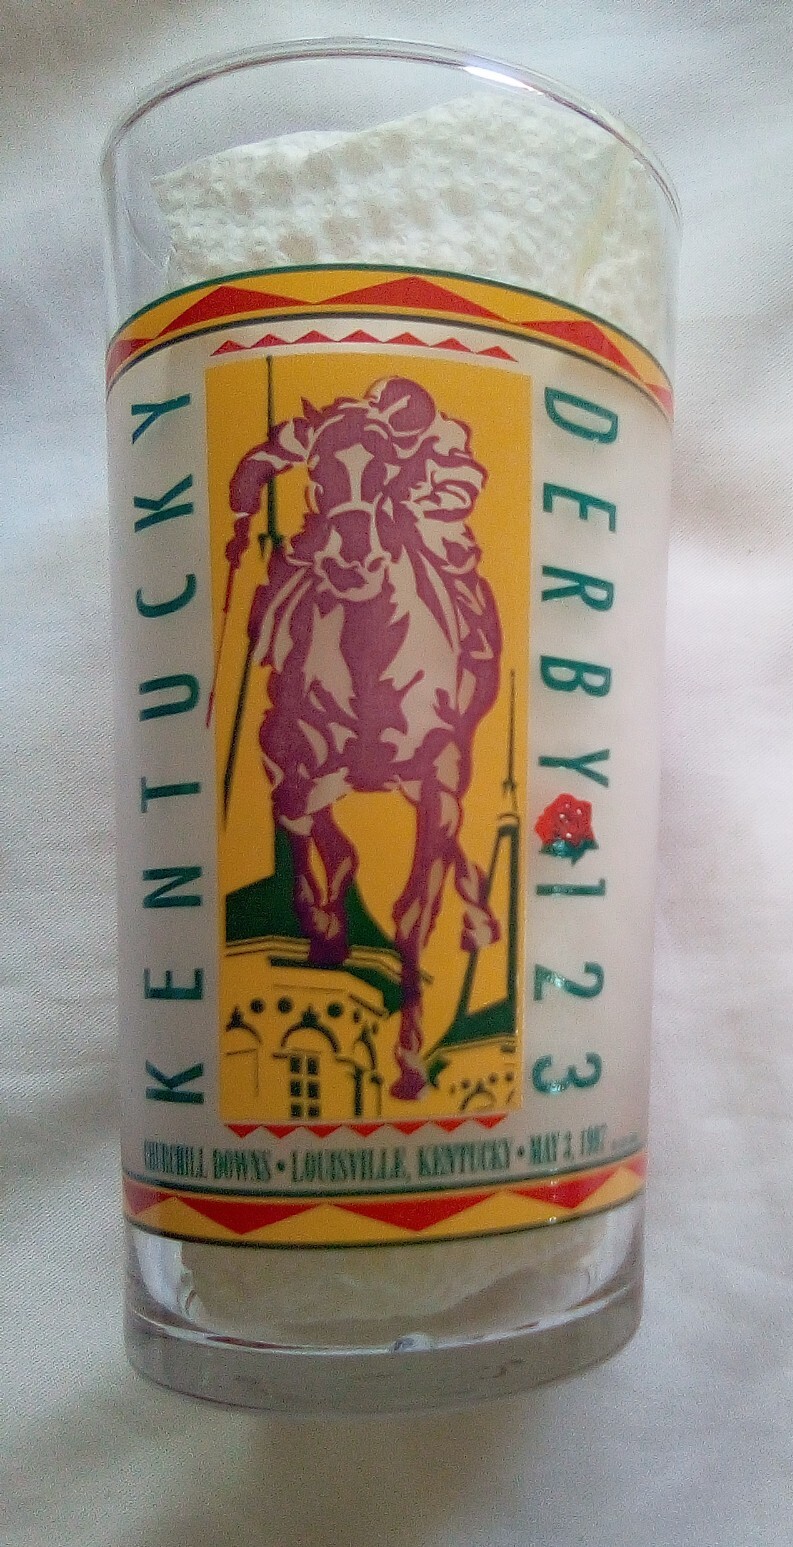 KENTUCKY
DERBY 123
CHURCHILL DOWNS • LOUISVILLE, KENTUCKY • MAY 3, 1997